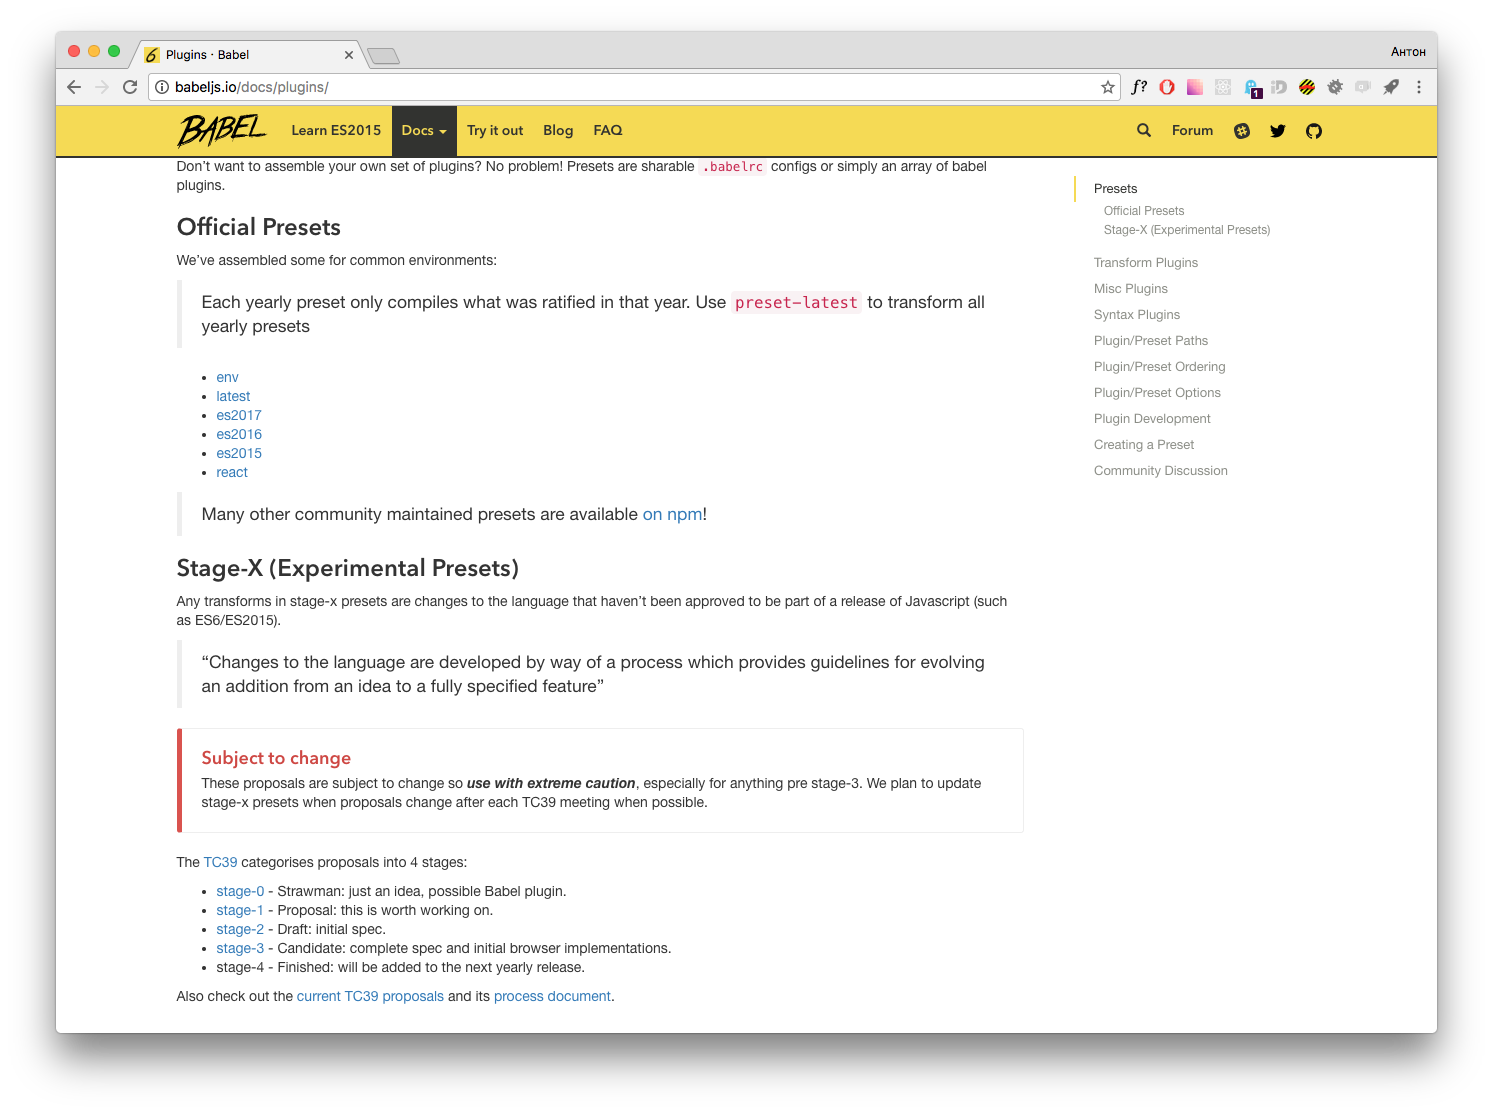 Plugins · Babel
Антон
babeljs.io/docs/plugins/
f?
1
BABEL Learn ES2015 Docs Try it out Blog FAQ Forum
Don’t want to assemble your own set of plugins? No problem! Presets are sharable .babelrc configs or simply an array of babel
plugins.
Official Presets
We’ve assembled some for common environments:
Each yearly preset only compiles what was ratified in that year. Use preset-latest to transform all
yearly presets
• env
• latest
• es2017
• es2016
• es2015
• react
Many other community maintained presets are available on npm!
Stage-X (Experimental Presets)
Any transforms in stage-x presets are changes to the language that haven’t been approved to be part of a release of Javascript (such
as ES6/ES2015).
“Changes to the language are developed by way of a process which provides guidelines for evolving
an addition from an idea to a fully specified feature”
Subject to change
These proposals are subject to change so use with extreme caution, especially for anything pre stage-3. We plan to update
stage-x presets when proposals change after each TC39 meeting when possible.
The TC39 categorises proposals into 4 stages:
• stage-0 - Strawman: just an idea, possible Babel plugin.
• stage-1 - Proposal: this is worth working on.
• stage-2 - Draft: initial spec.
• stage-3 - Candidate: complete spec and initial browser implementations.
• stage-4 - Finished: will be added to the next yearly release.
Also check out the current TC39 proposals and its process document.
Presets
Official Presets
Stage-X (Experimental Presets)
Transform Plugins
Misc Plugins
Syntax Plugins
Plugin/Preset Paths
Plugin/Preset Ordering
Plugin/Preset Options
Plugin Development
Creating a Preset
Community Discussion